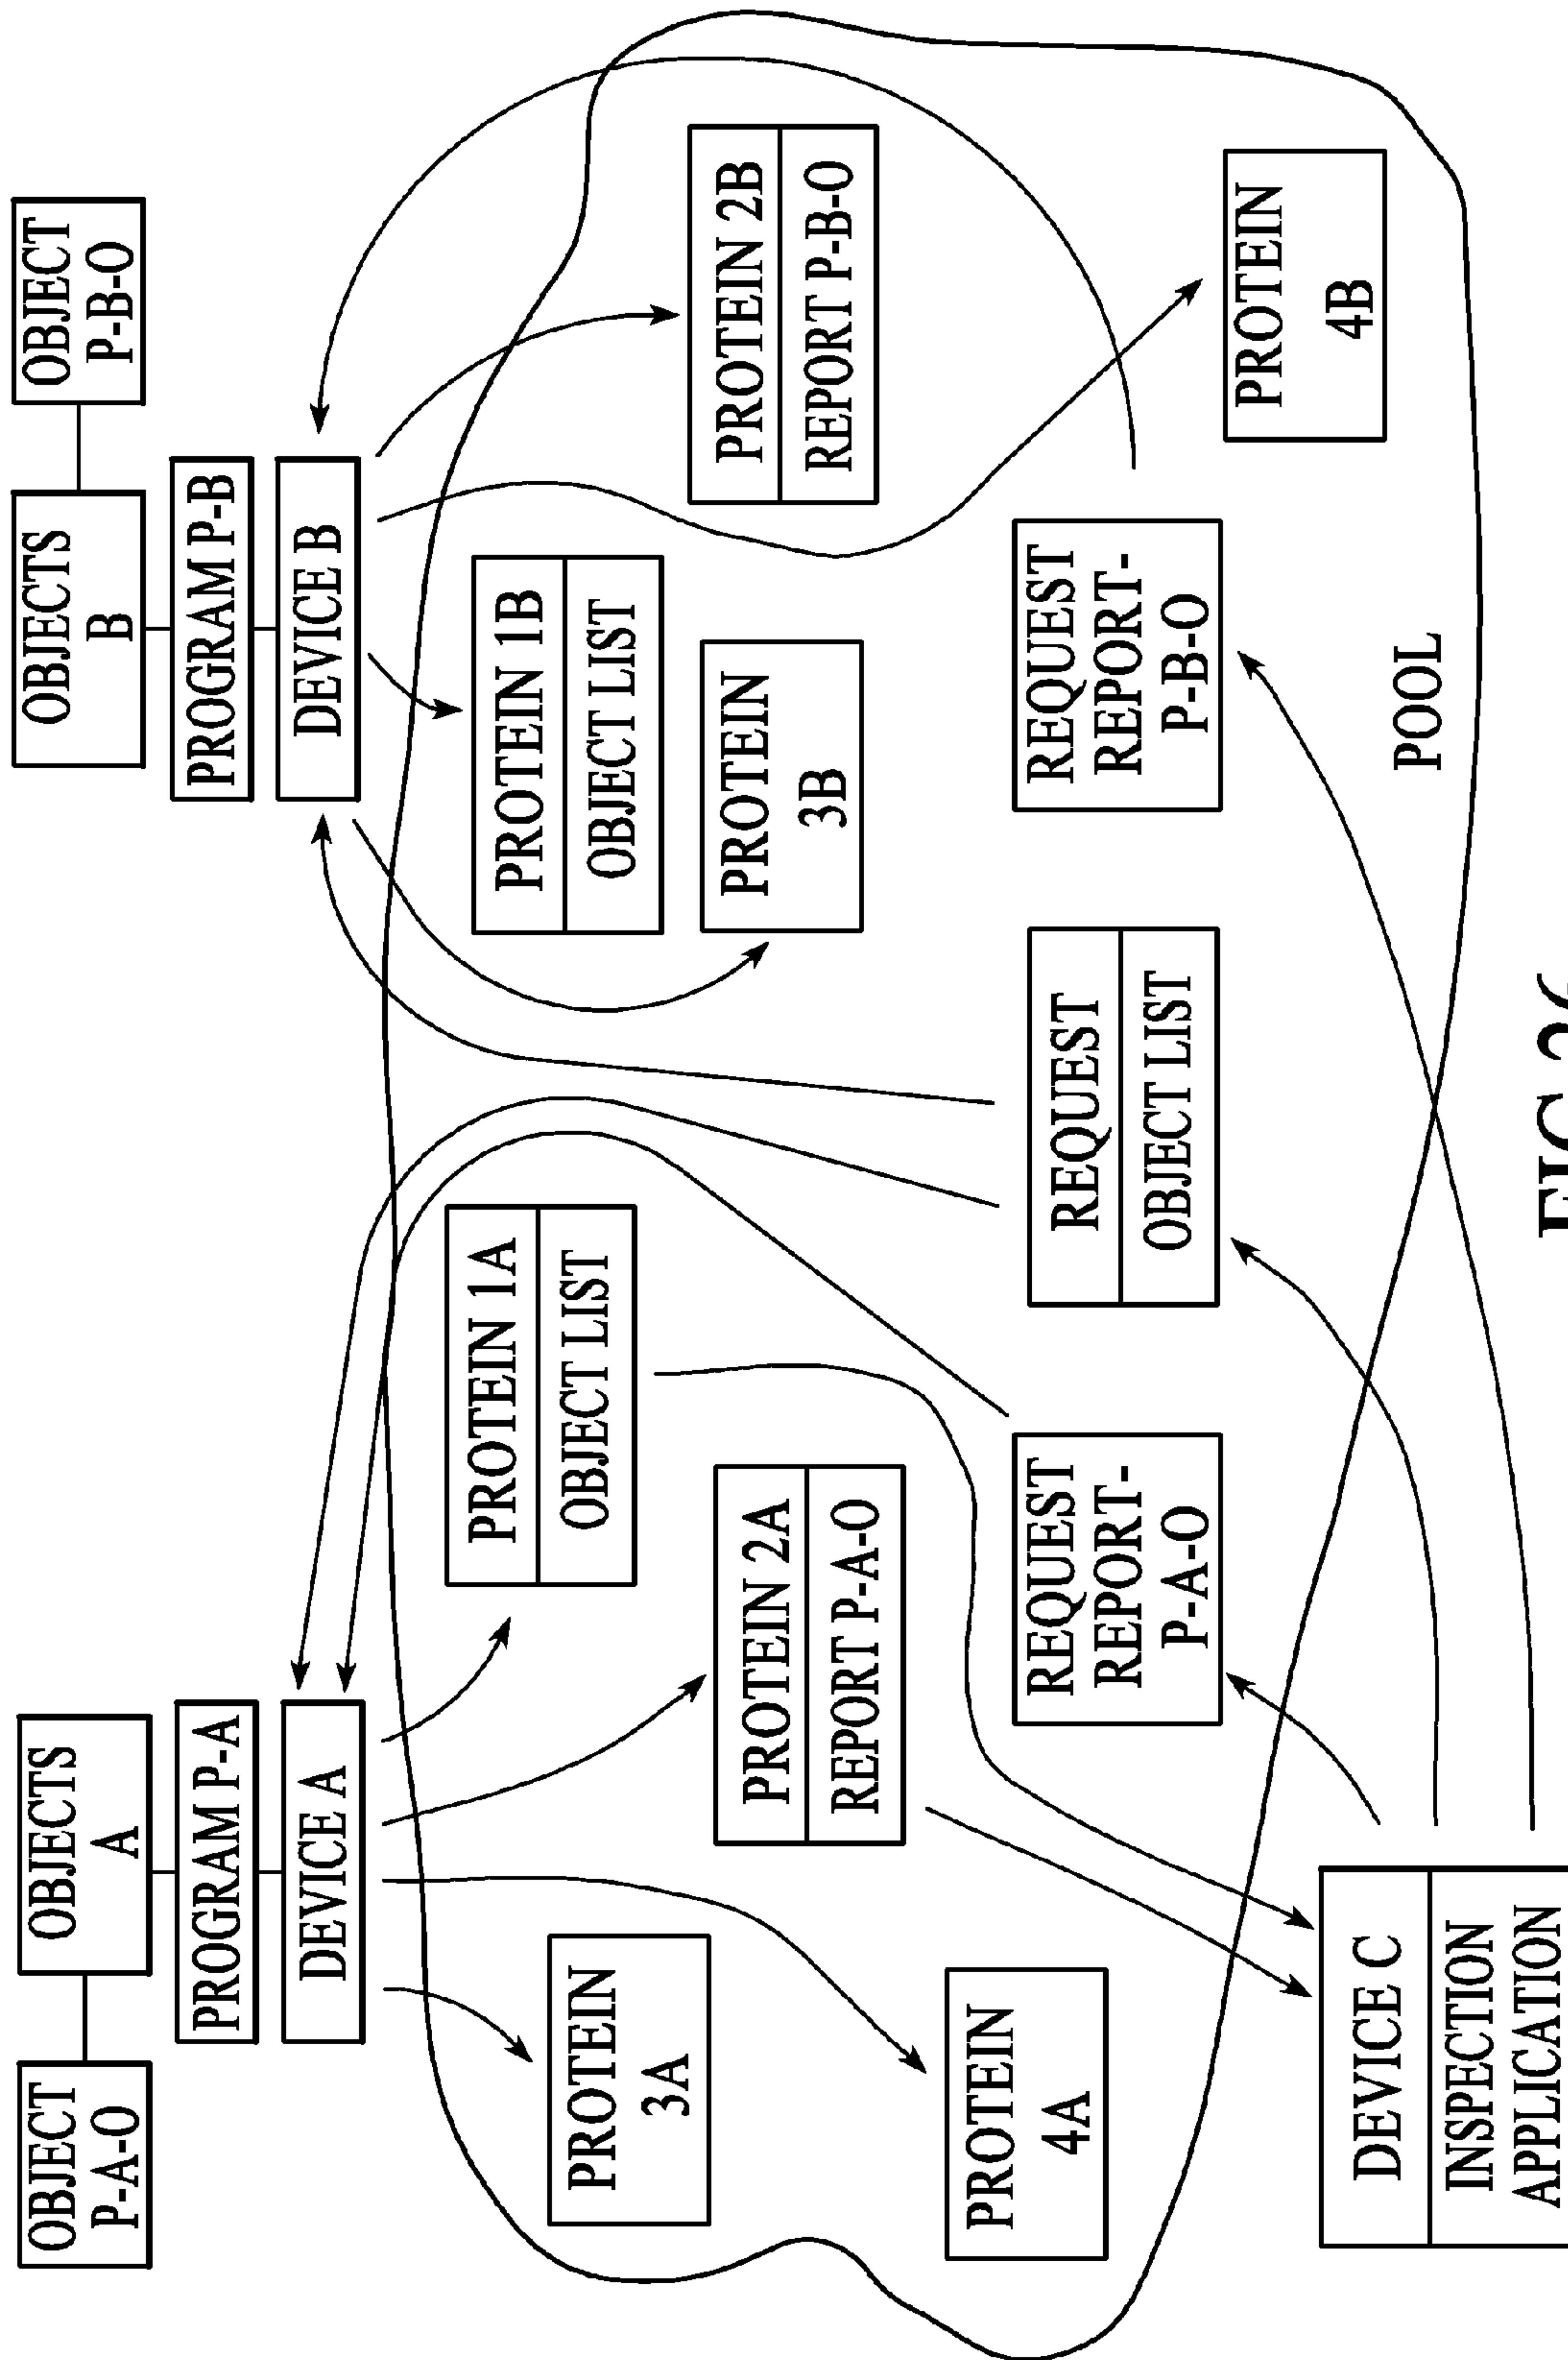 OBJECT
P-A-O
OBJECTS
A
OBJECTS
B
OBJECT
P-B-O
PROGRAM P-A
PROGRAM P-B
DEVICE A
DEVICE B
PROTEIN 1A
OBJECT LIST
PROTEIN 1B
OBJECT LIST
PROTEIN
3A
PROTEIN 2A
REPORT P-A-O
PROTEIN
3B
PROTEIN 2B
REPORT P-B-O
PROTEIN
4A
REQUEST
REPORT-
P-A-O
REQUEST
OBJECT LIST
REQUEST
REPORT-
P-B-O
PROTEIN
4B
DEVICE C
INSPECTION
APPLICATION
POOL